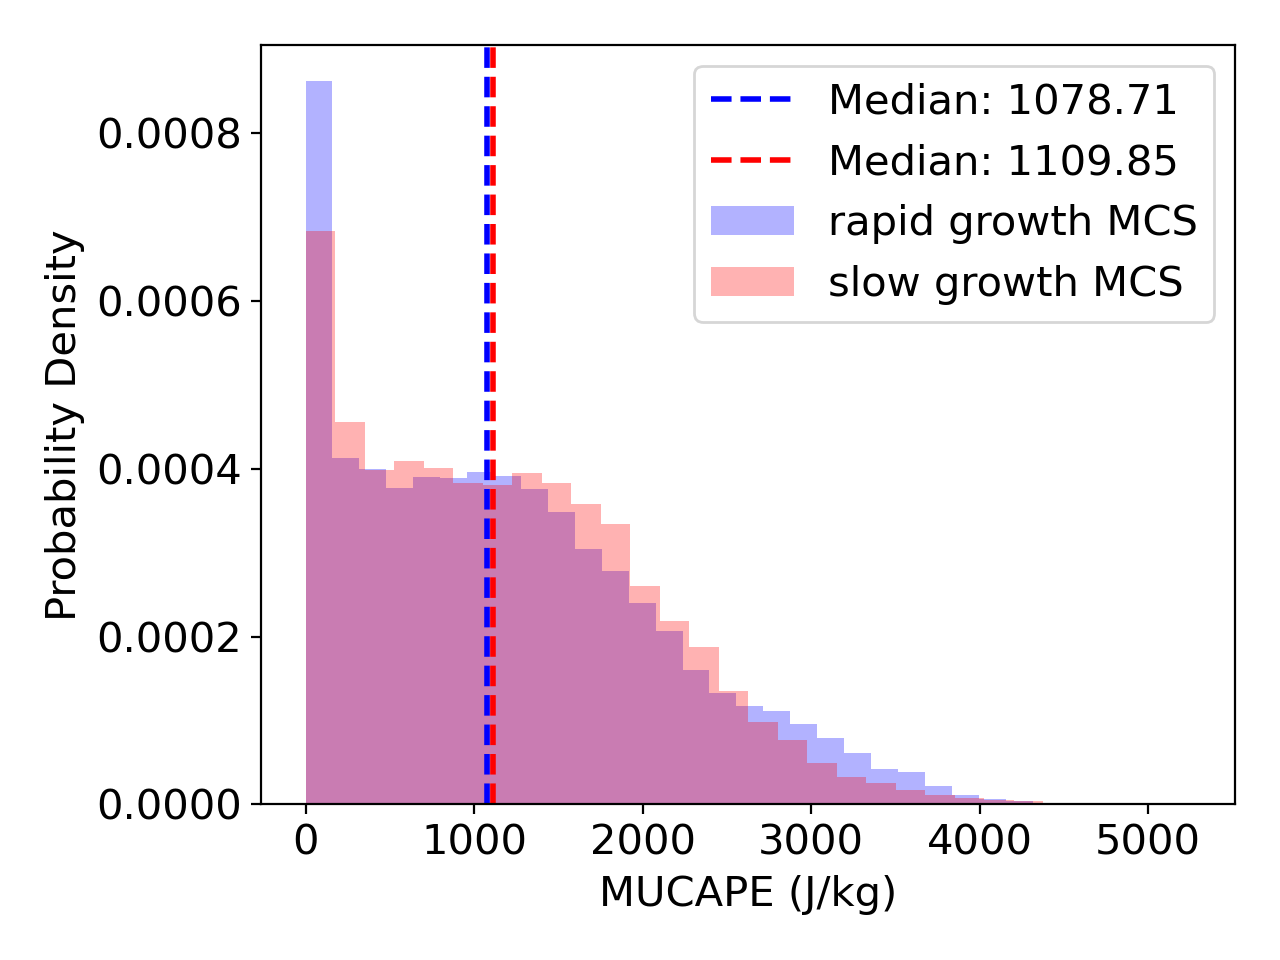 Median: 1078.71
Median: 1109.85
rapid growth MCS
slow growth MCS
Probability Density
0.0008
0.0006
0.0004
0.0002
0.0000
0 1000 2000 3000 4000 5000
MUCAPE (J/kg)